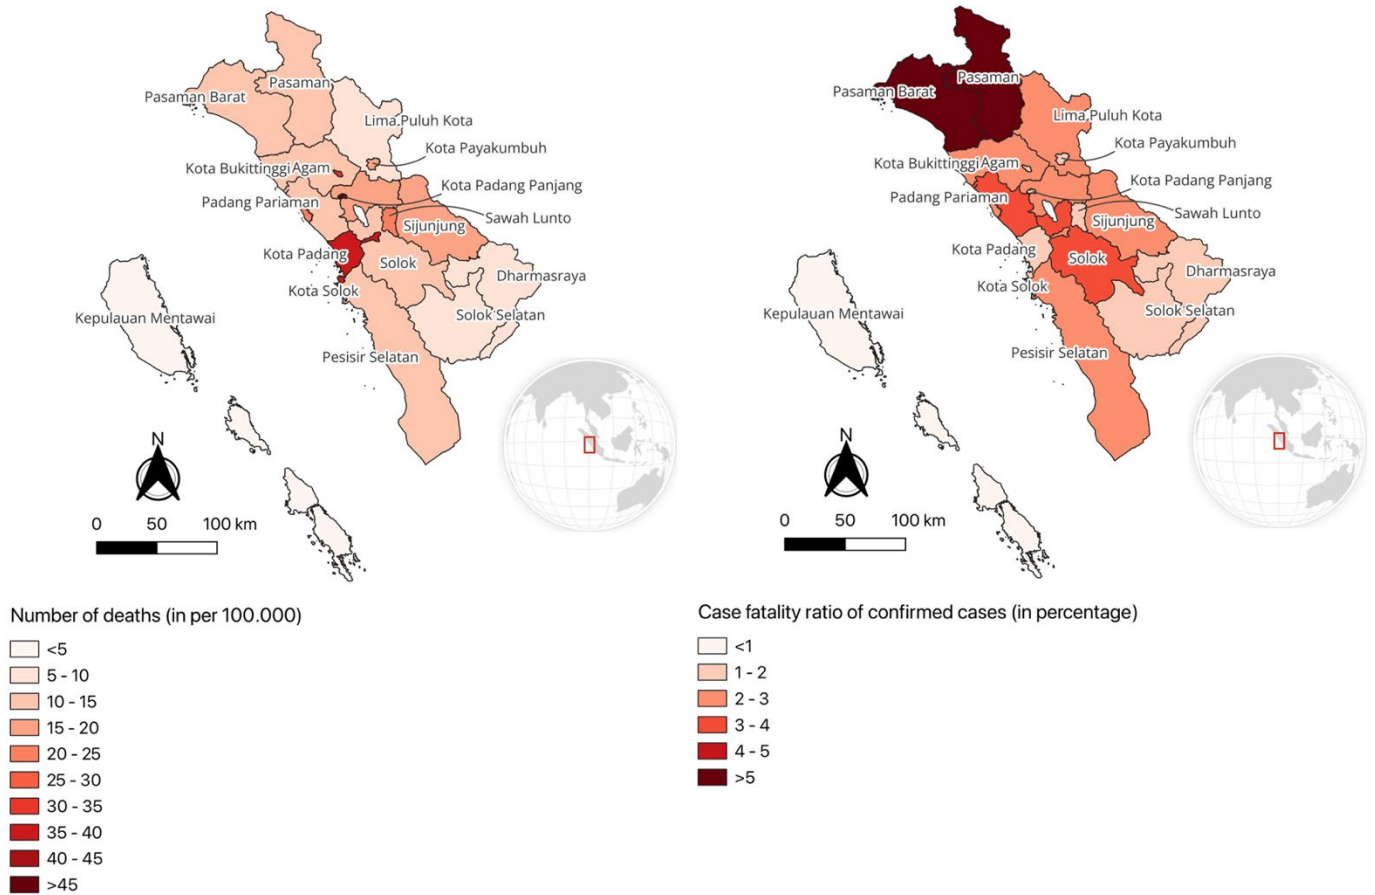 Pasaman
Pasaman Barat
Lima Puluh Kota
Kota Payakumbuh
Kota Bukittinggi
Agam
Kota Padang Panjang
Padang Pariaman
Sawah Lunto
Sijunjung
Kota Padang
Solok
Dharmasraya
Kota Solok
Solok Selatan
Kepulauan Mentawai
Pesisir Selatan
N
0 50 100 km
Number of deaths (in per 100.000)
<5
5 - 10
10 - 15
15 - 20
20 - 25
25 - 30
30 - 35
35 - 40
40 - 45
>45
Pasaman
Pasaman Barat
Lima Puluh Kota
Kota Payakumbuh
Kota Bukittinggi
Agam
Kota Padang Panjang
Padang Pariaman
Sawah Lunto
Sijunjung
Kota Padang
Solok
Dharmasraya
Kota Solok
Solok Selatan
Kepulauan Mentawai
Pesisir Selatan
N
0 50 100 km
Case fatality ratio of confirmed cases (in percentage)
<1
1 - 2
2 - 3
3 - 4
4 - 5
>5